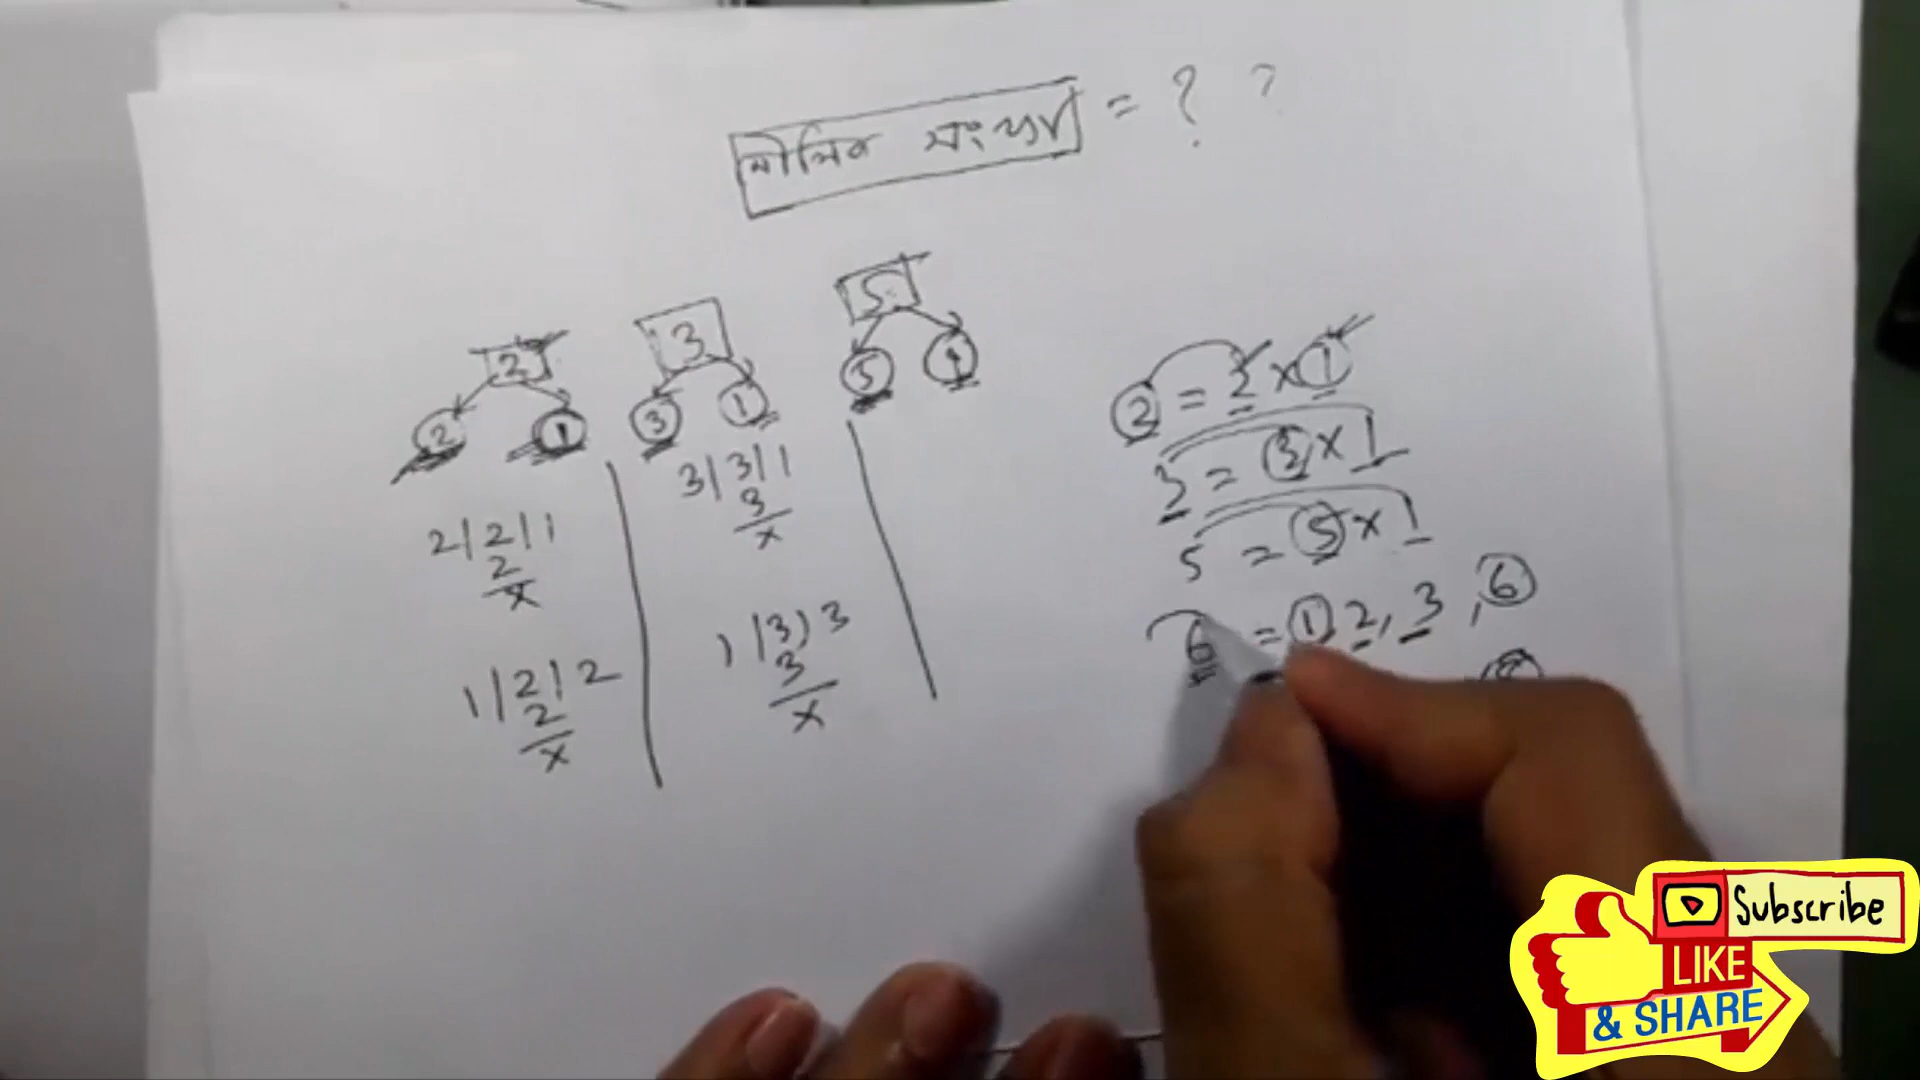 মৌলিক সংখ্যা = ? ?
2
2 1
3
3 1
5
5 1
2 | 2 | 1
2
x
1 | 2 | 2
2
x
3 | 3 | 1
3
x
1 | 3 ) 3
3
x
2 = 2 x 1
3 = 3 x 1
5 = 5 x 1
6 = 1 2, 3, 6
Subscribe
LIKE
& SHARE